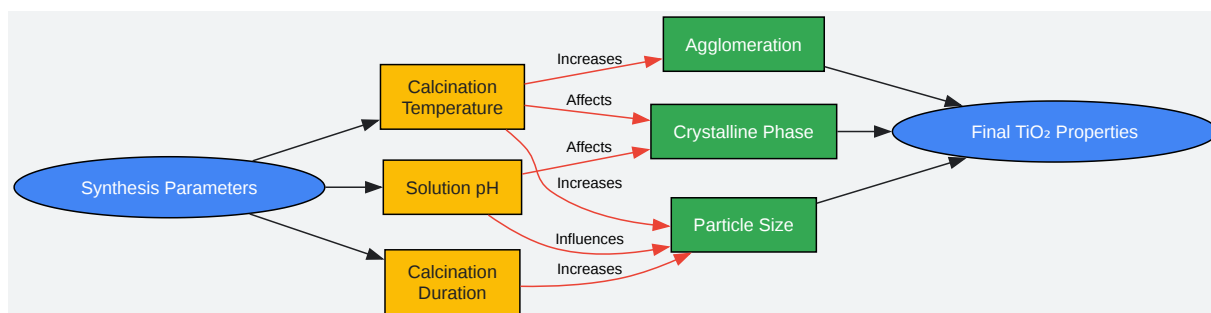 Synthesis Parameters
Calcination
Temperature
Solution pH
Calcination
Duration
Increases
Affects
Affects
Increases
Influences
Increases
Agglomeration
Crystalline Phase
Particle Size
Final TiO₂ Properties